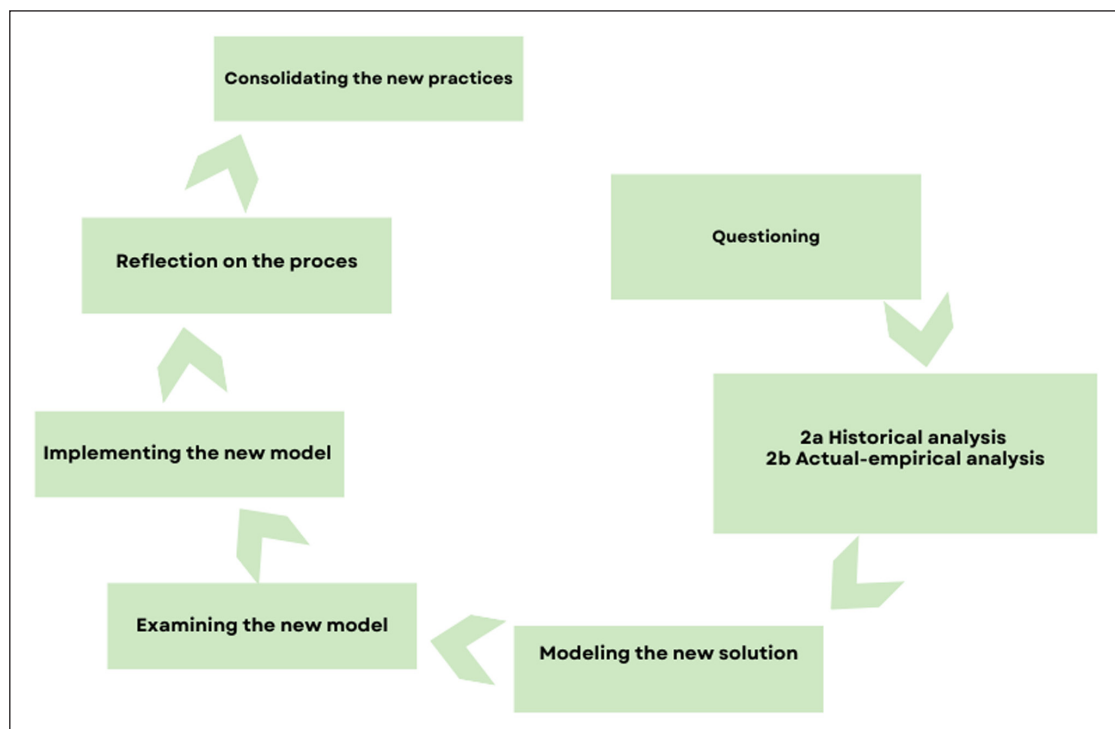 Consolidating the new practices
Questioning
Reflection on the proces
2a Historical analysis
2b Actual-empirical analysis
Implementing the new model
Examining the new model
Modeling the new solution